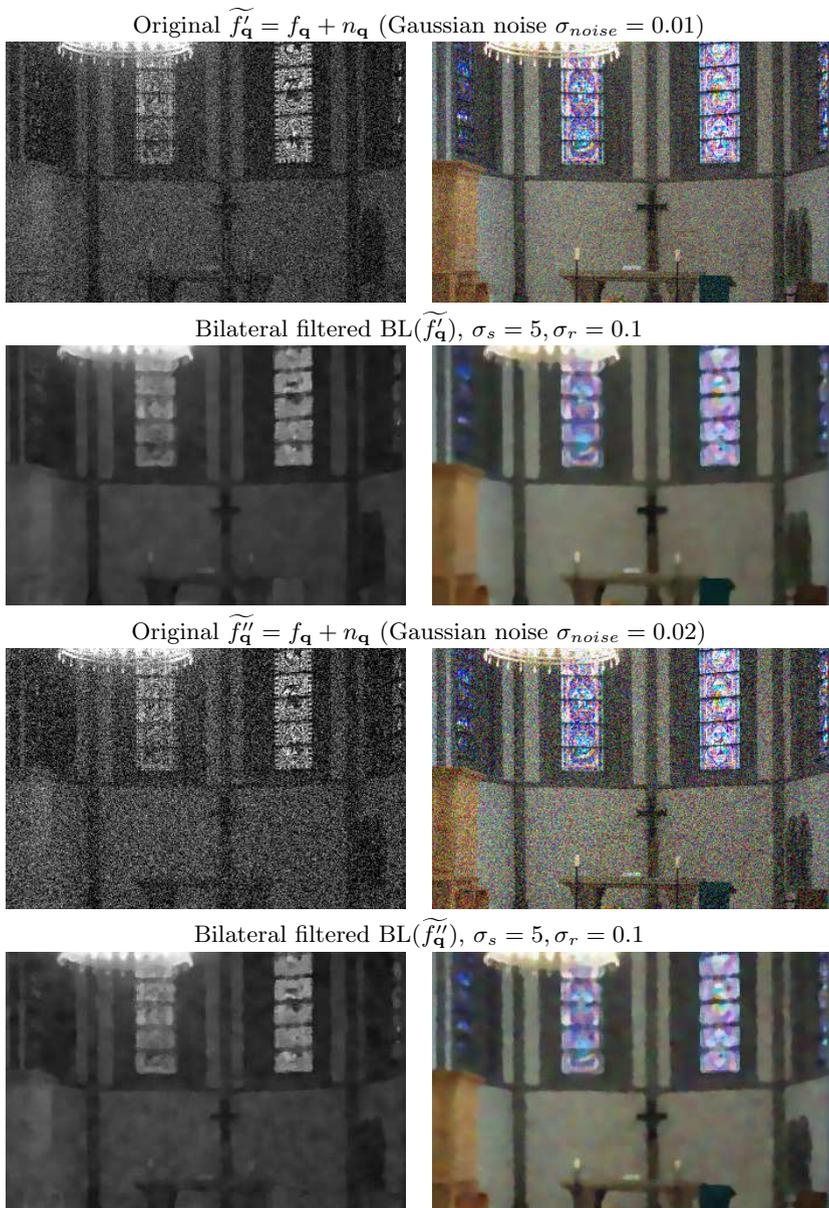 Original $\widetilde{f'_{\mathbf{q}}} = f_{\mathbf{q}} + n_{\mathbf{q}}$ (Gaussian noise $\sigma_{noise} = 0.01$)
Bilateral filtered BL($\widetilde{f'_{\mathbf{q}}}$), $\sigma_s = 5, \sigma_r = 0.1$
Original $\widetilde{f''_{\mathbf{q}}} = f_{\mathbf{q}} + n_{\mathbf{q}}$ (Gaussian noise $\sigma_{noise} = 0.02$)
Bilateral filtered BL($\widetilde{f''_{\mathbf{q}}}$), $\sigma_s = 5, \sigma_r = 0.1$